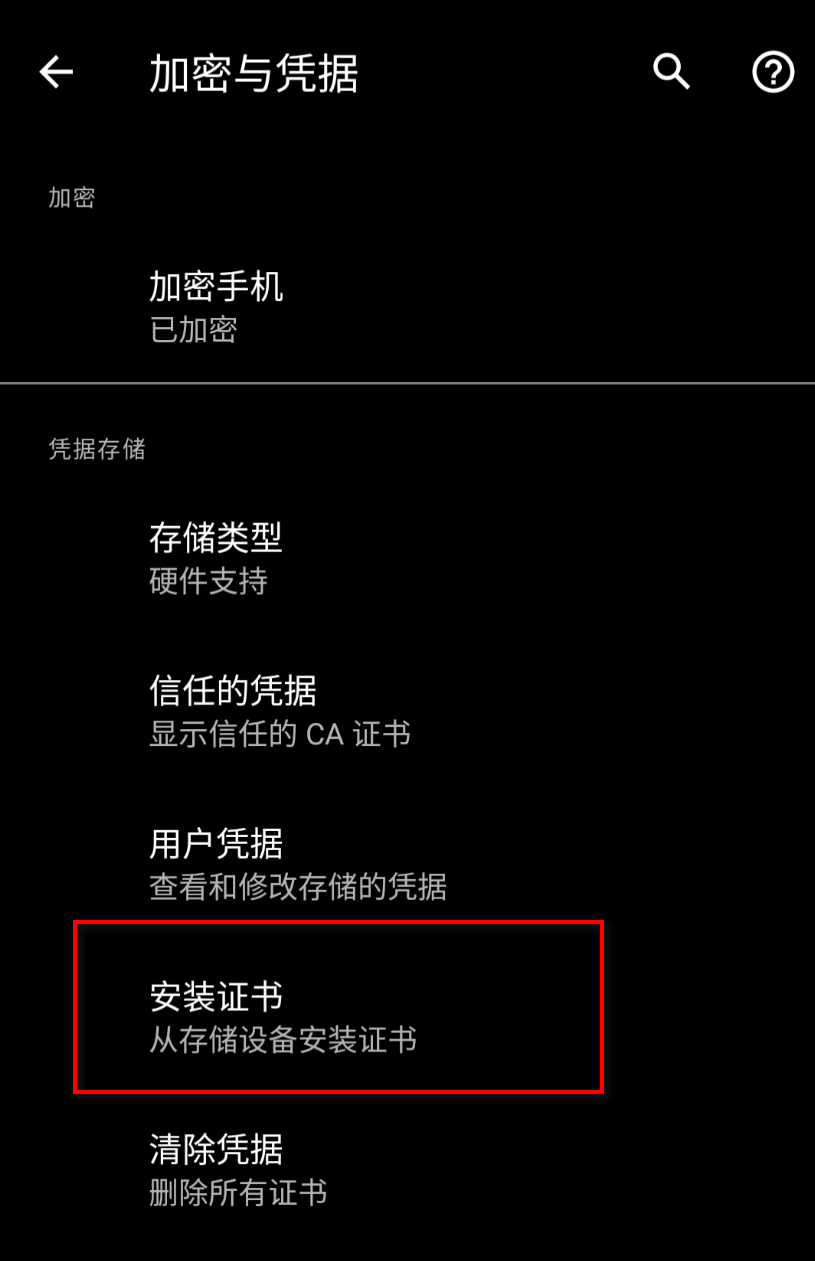 加密与凭据
加密
加密手机
已加密
凭据存储
存储类型
硬件支持
信任的凭据
显示信任的 CA 证书
用户凭据
查看和修改存储的凭据
安装证书
从存储设备安装证书
清除凭据
删除所有证书